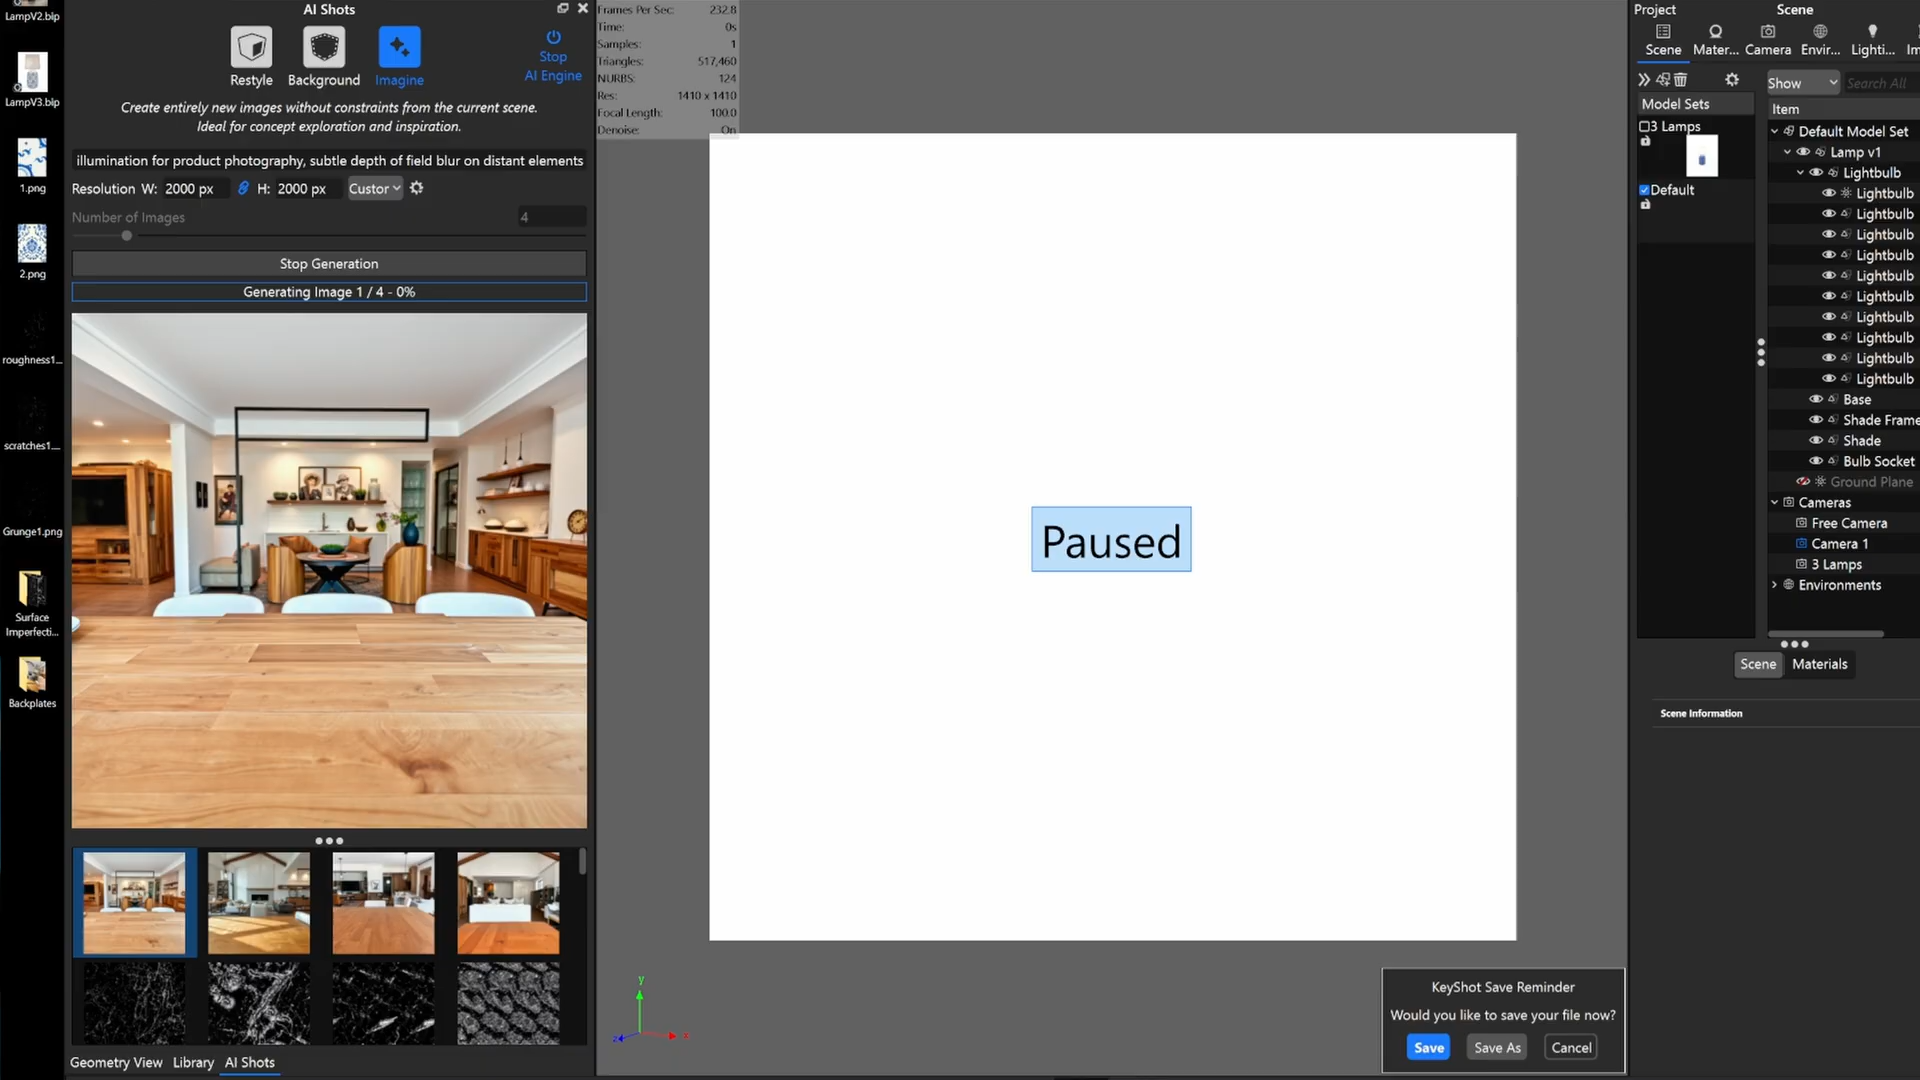 LampV2.bip
LampV3.bip
1.png
2.png
roughness1...
scratches1...
Grunge1.png
Surface
Imperfecti...
Backplates
AI Shots
Restyle
Background
Imagine
Stop
AI Engine
Create entirely new images without constraints from the current scene.
Ideal for concept exploration and inspiration.
illumination for product photography, subtle depth of field blur on distant elements
Resolution W: 2000 px H: 2000 px Custor
Number of Images 4
Stop Generation
Generating Image 1 / 4 - 0%
Geometry View Library AI Shots
Frames Per Sec: 232.8
Time: 0s
Samples: 1
Triangles: 517,460
NURBS: 124
Res: 1410 x 1410
Focal Length: 100.0
Denoise: On
Paused
y
z
x
KeyShot Save Reminder
Would you like to save your file now?
Save Save As Cancel
Project Scene
Scene Mater... Camera Envir... Lighti... Im
Show Search All
Model Sets
3 Lamps
Default
Item
Default Model Set
Lamp v1
Lightbulb
Lightbulb
Lightbulb
Lightbulb
Lightbulb
Lightbulb
Lightbulb
Lightbulb
Lightbulb
Lightbulb
Lightbulb
Base
Shade Frame
Shade
Bulb Socket
Ground Plane
Cameras
Free Camera
Camera 1
3 Lamps
Environments
Scene Materials
Scene Information